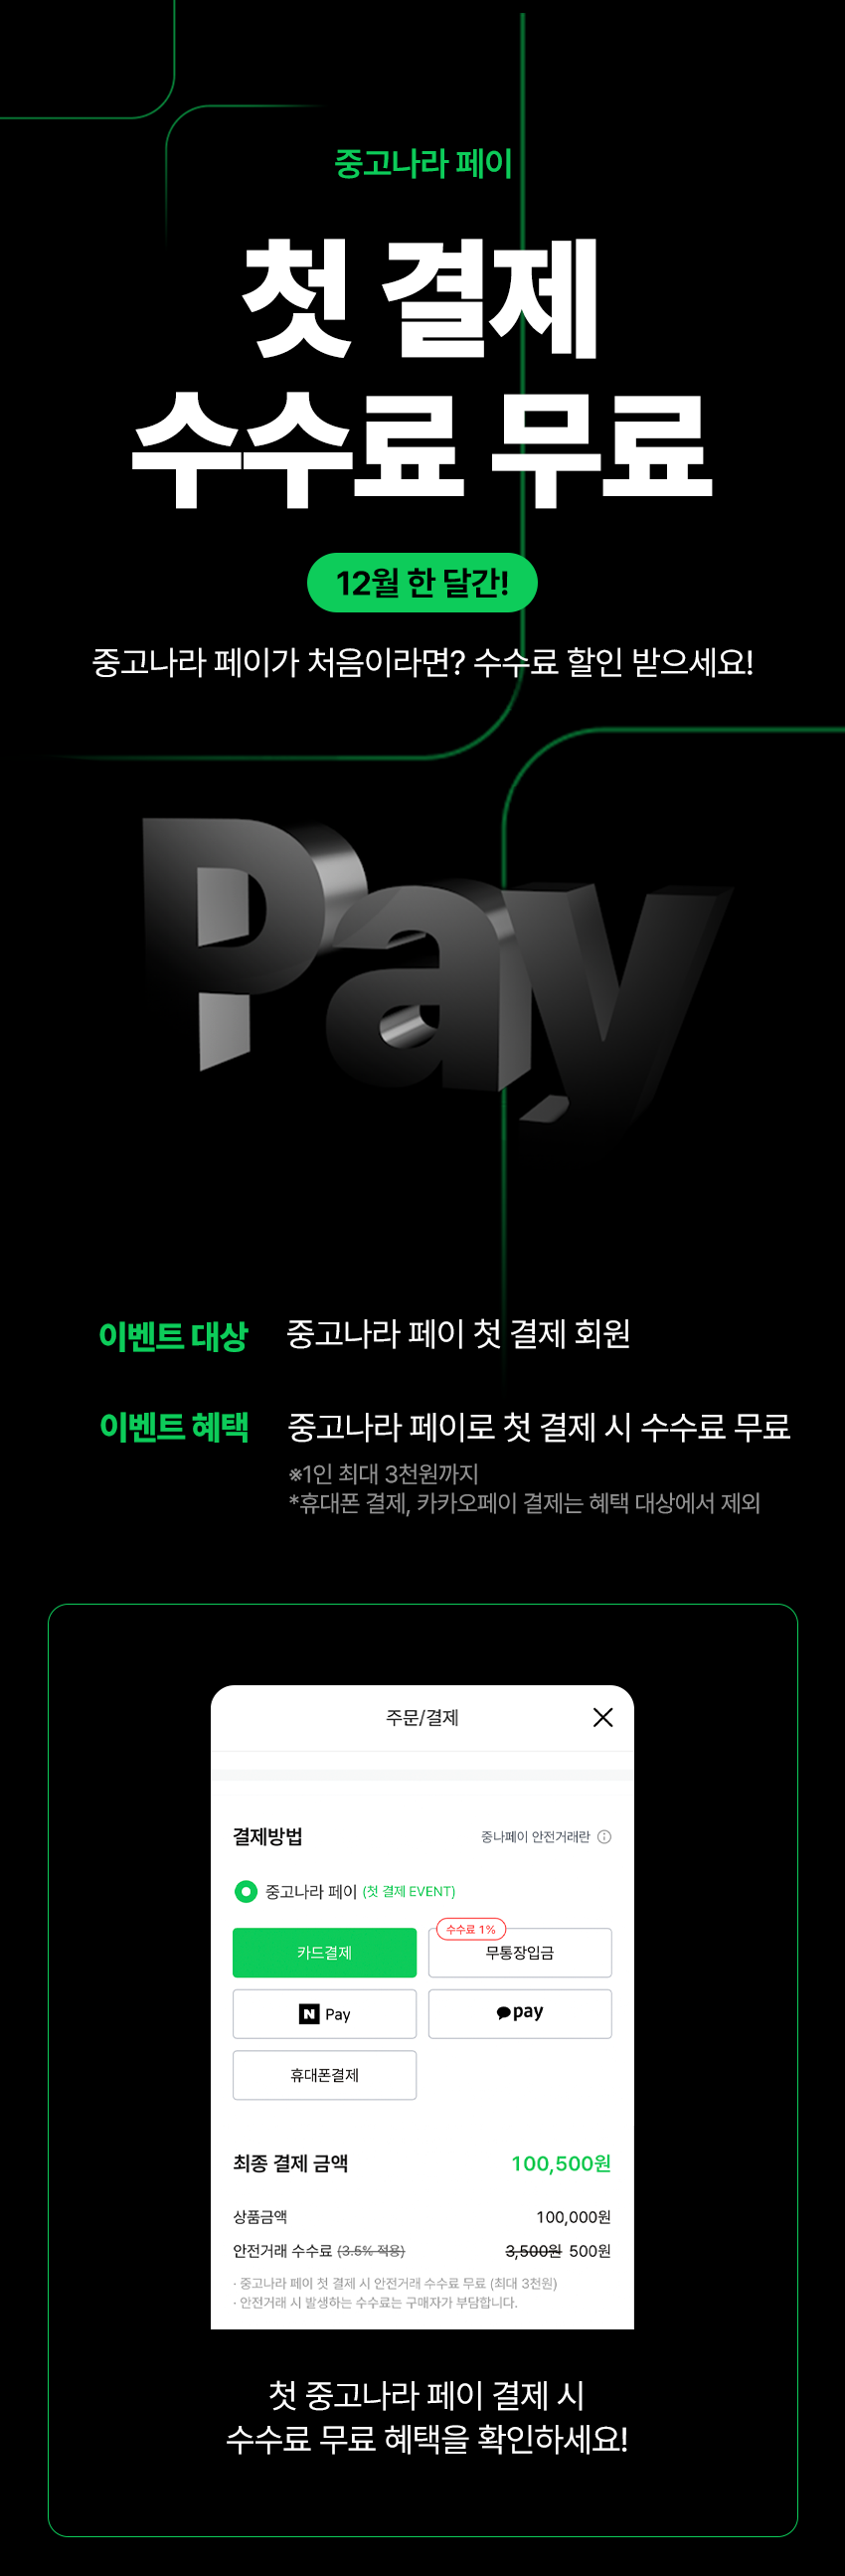 중고나라 페이
첫 결제
수수료 무료
12월 한 달간!
중고나라 페이가 처음이라면? 수수료 할인 받으세요!
Pay
이벤트 대상 중고나라 페이 첫 결제 회원
이벤트 혜택 중고나라 페이로 첫 결제 시 수수료 무료
※1인 최대 3천원까지
*휴대폰 결제, 카카오페이 결제는 혜택 대상에서 제외
주문/결제
결제방법 중나페이 안전거래란
중고나라 페이 (첫 결제 EVENT)
수수료 1%
카드결제 무통장입금
N Pay pay
휴대폰결제
최종 결제 금액 100,500원
상품금액 100,000원
안전거래 수수료 (3.5% 적용) 3,500원 500원
· 중고나라 페이 첫 결제 시 안전거래 수수료 무료 (최대 3천원)
· 안전거래 시 발생하는 수수료는 구매자가 부담합니다.
첫 중고나라 페이 결제 시
수수료 무료 혜택을 확인하세요!